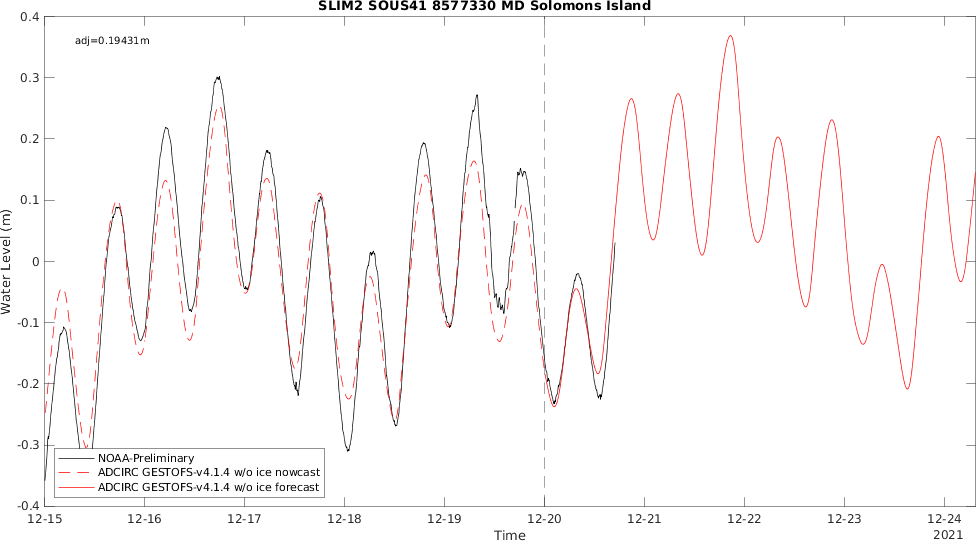 SLIM2 SOUS41 8577330 MD Solomons Island
adj=0.19431m
0.4
0.3
0.2
0.1
0
-0.1
-0.2
-0.3
-0.4
Water Level (m)
NOAA-Preliminary
ADCIRC GESTOFS-v4.1.4 w/o ice nowcast
ADCIRC GESTOFS-v4.1.4 w/o ice forecast
12-15 12-16 12-17 12-18 12-19 12-20 12-21 12-22 12-23 12-24
Time
2021